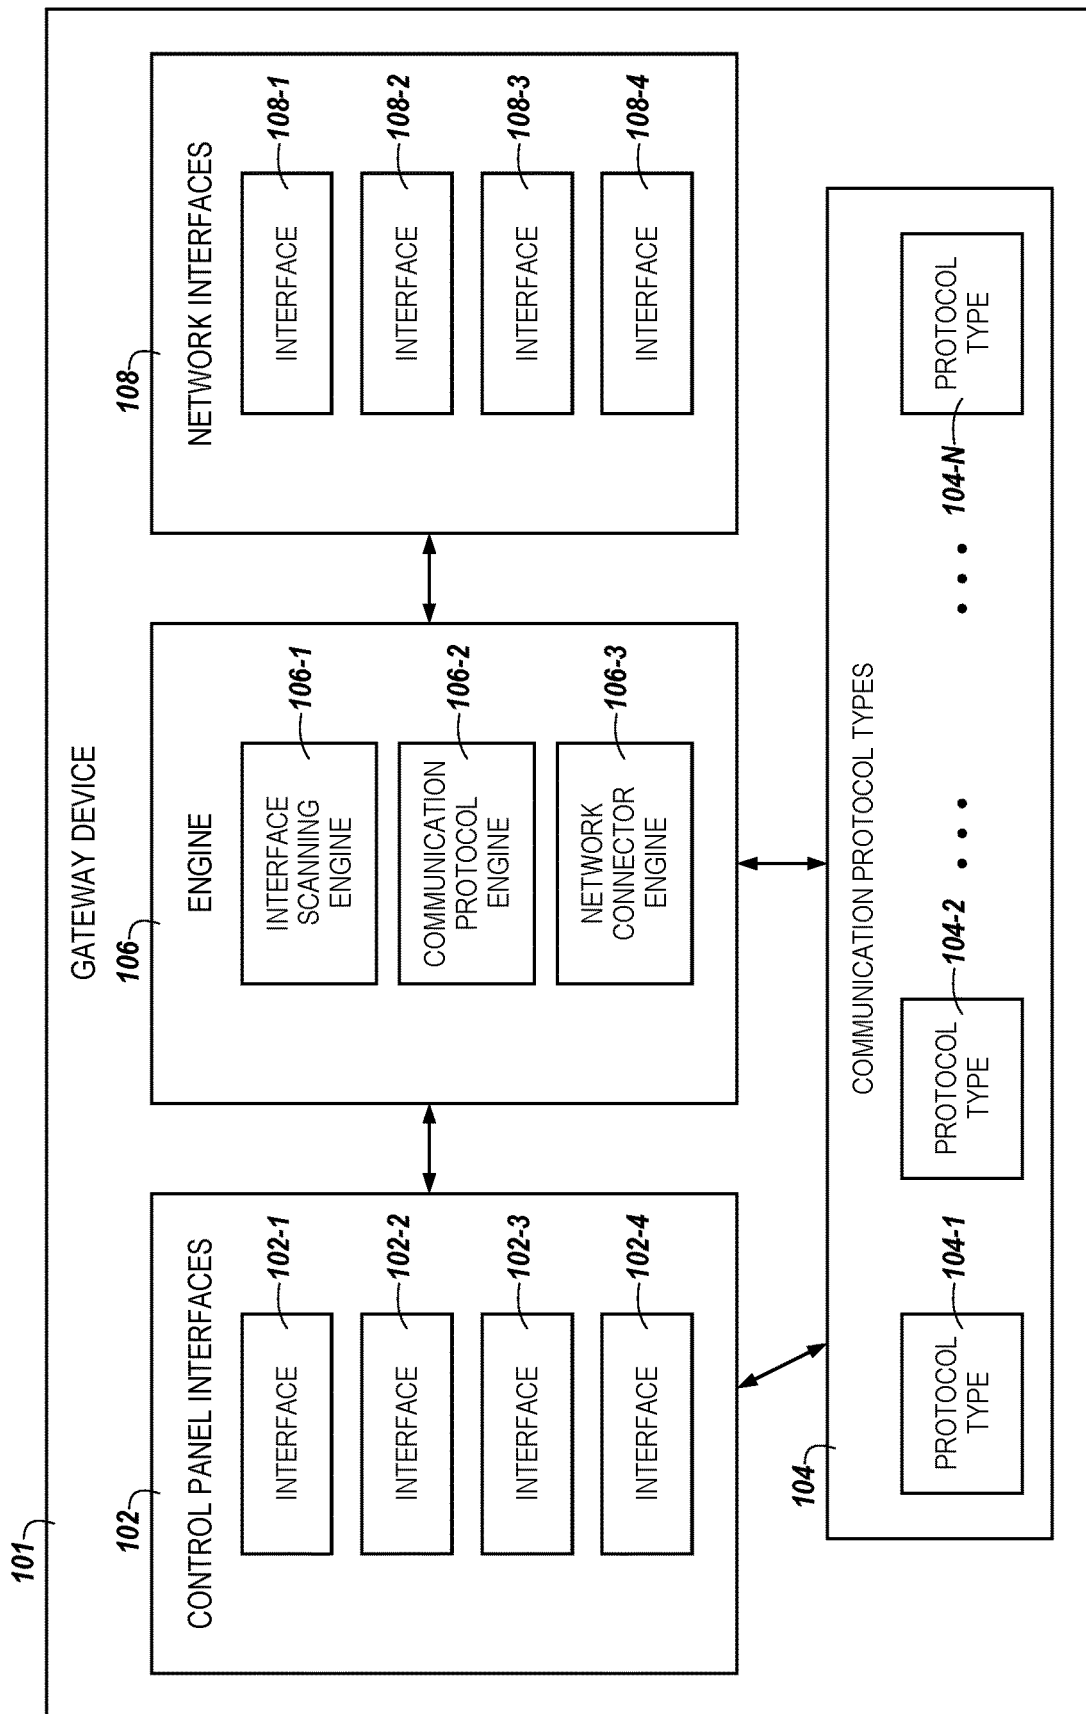 101
GATEWAY DEVICE
102
CONTROL PANEL INTERFACES
INTERFACE
102-1
INTERFACE
102-2
INTERFACE
102-3
INTERFACE
102-4
106
ENGINE
INTERFACE
SCANNING
ENGINE
106-1
COMMUNICATION
PROTOCOL
ENGINE
106-2
NETWORK
CONNECTOR
ENGINE
106-3
108
NETWORK INTERFACES
INTERFACE
108-1
INTERFACE
108-2
INTERFACE
108-3
INTERFACE
108-4
104
COMMUNICATION PROTOCOL TYPES
PROTOCOL
TYPE
104-1
PROTOCOL
TYPE
104-2
• • •
• • •
104-N
PROTOCOL
TYPE